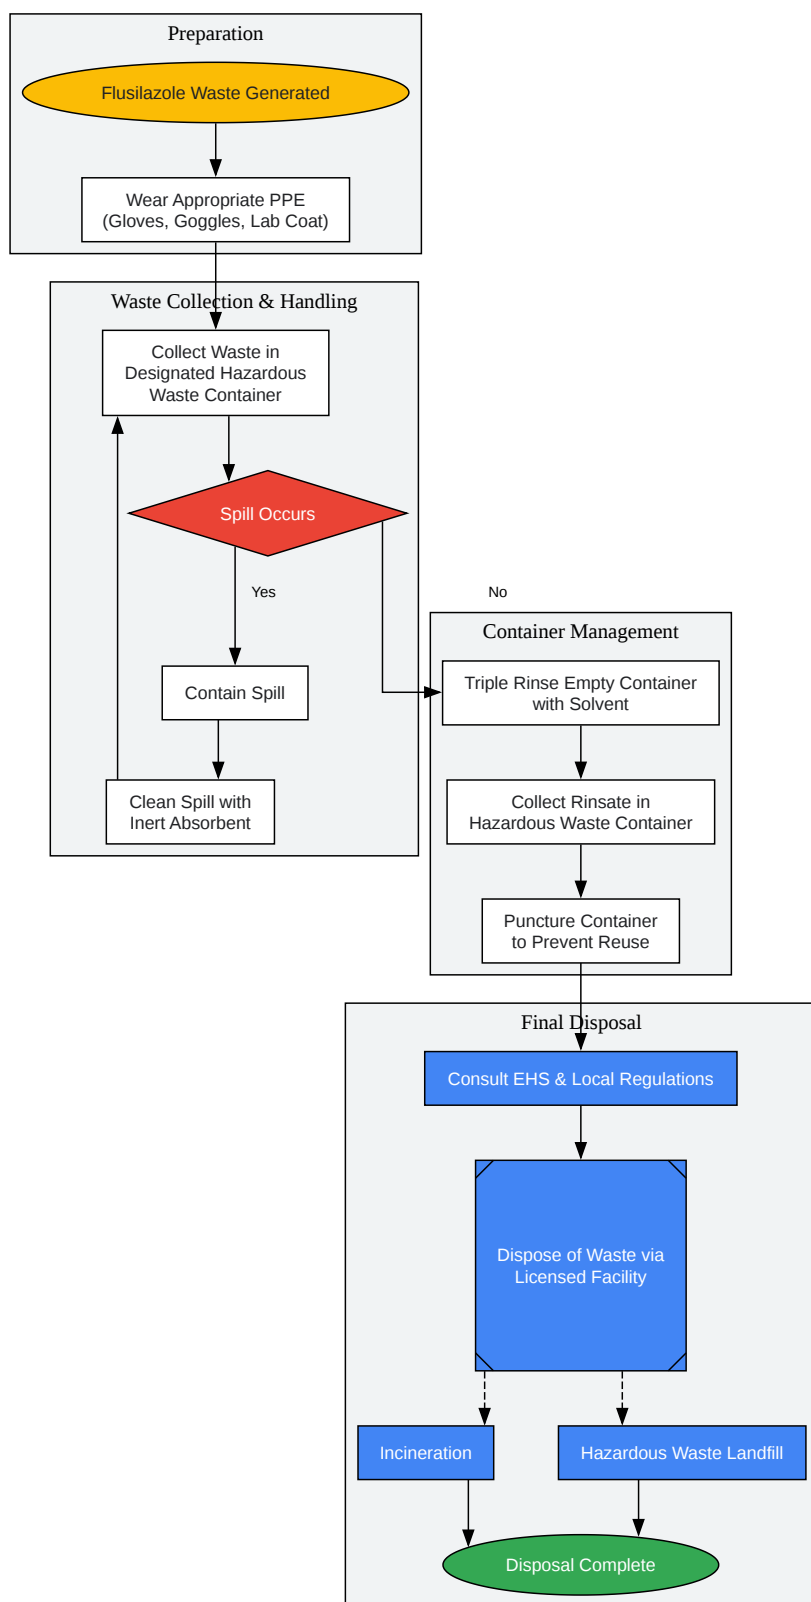 Preparation
Flusilazole Waste Generated
Wear Appropriate PPE
(Gloves, Goggles, Lab Coat)
Waste Collection & Handling
Collect Waste in
Designated Hazardous
Waste Container
Spill Occurs
Yes
No
Contain Spill
Clean Spill with
Inert Absorbent
Container Management
Triple Rinse Empty Container
with Solvent
Collect Rinsate in
Hazardous Waste Container
Puncture Container
to Prevent Reuse
Final Disposal
Consult EHS & Local Regulations
Dispose of Waste via
Licensed Facility
Incineration
Hazardous Waste Landfill
Disposal Complete